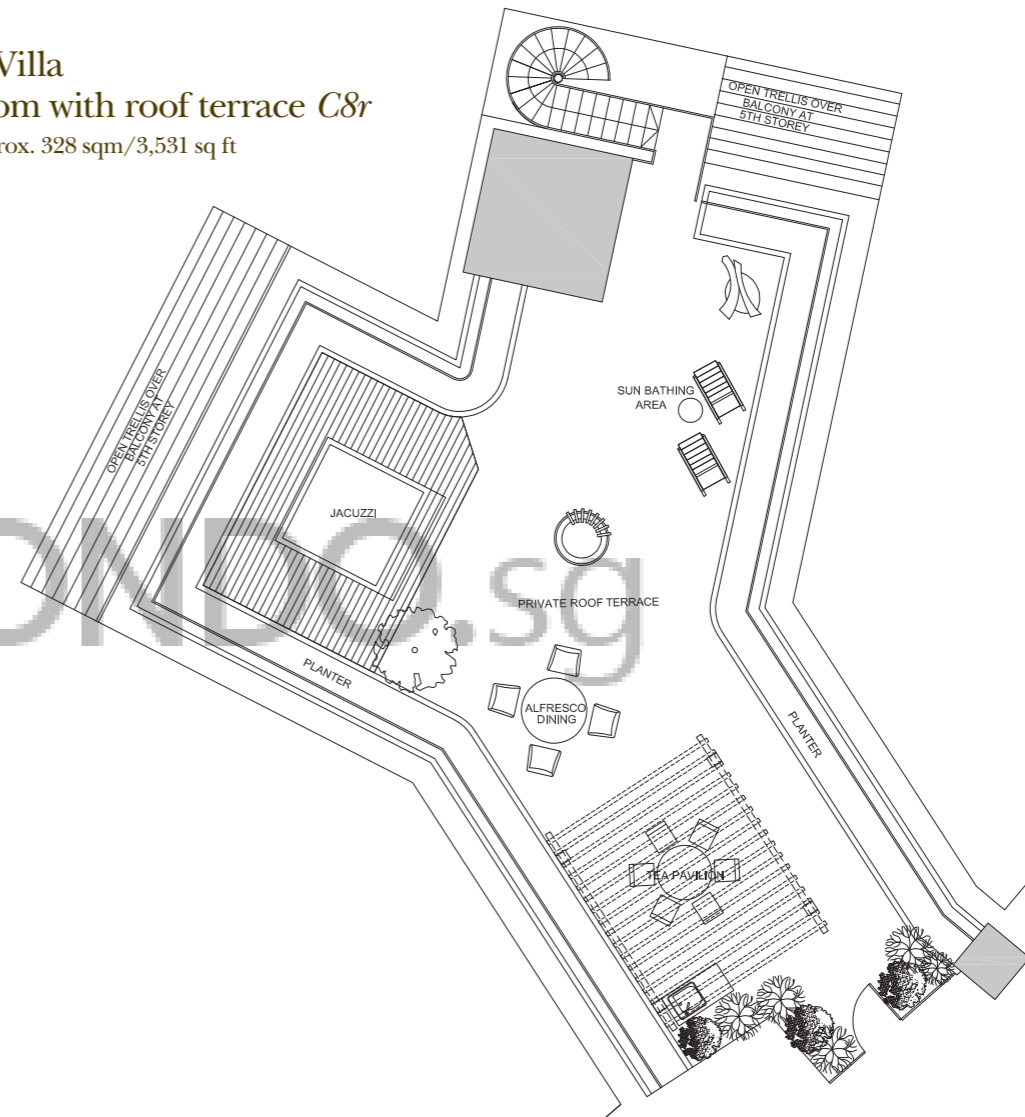 Villa
om with roof terrace C8r
rox. 328 sqm/3,531 sq ft
OPEN TRELLIS OVER
BALCONY AT
5TH STOREY
SUN BATHING
AREA
OPEN TRELLIS OVER
BALCONY AT
5TH STOREY
JACUZZI
ONDO.sg
PRIVATE ROOF TERRACE
PLANTER
ALFRESCO
DINING
PLANTER
TEA PAVILION